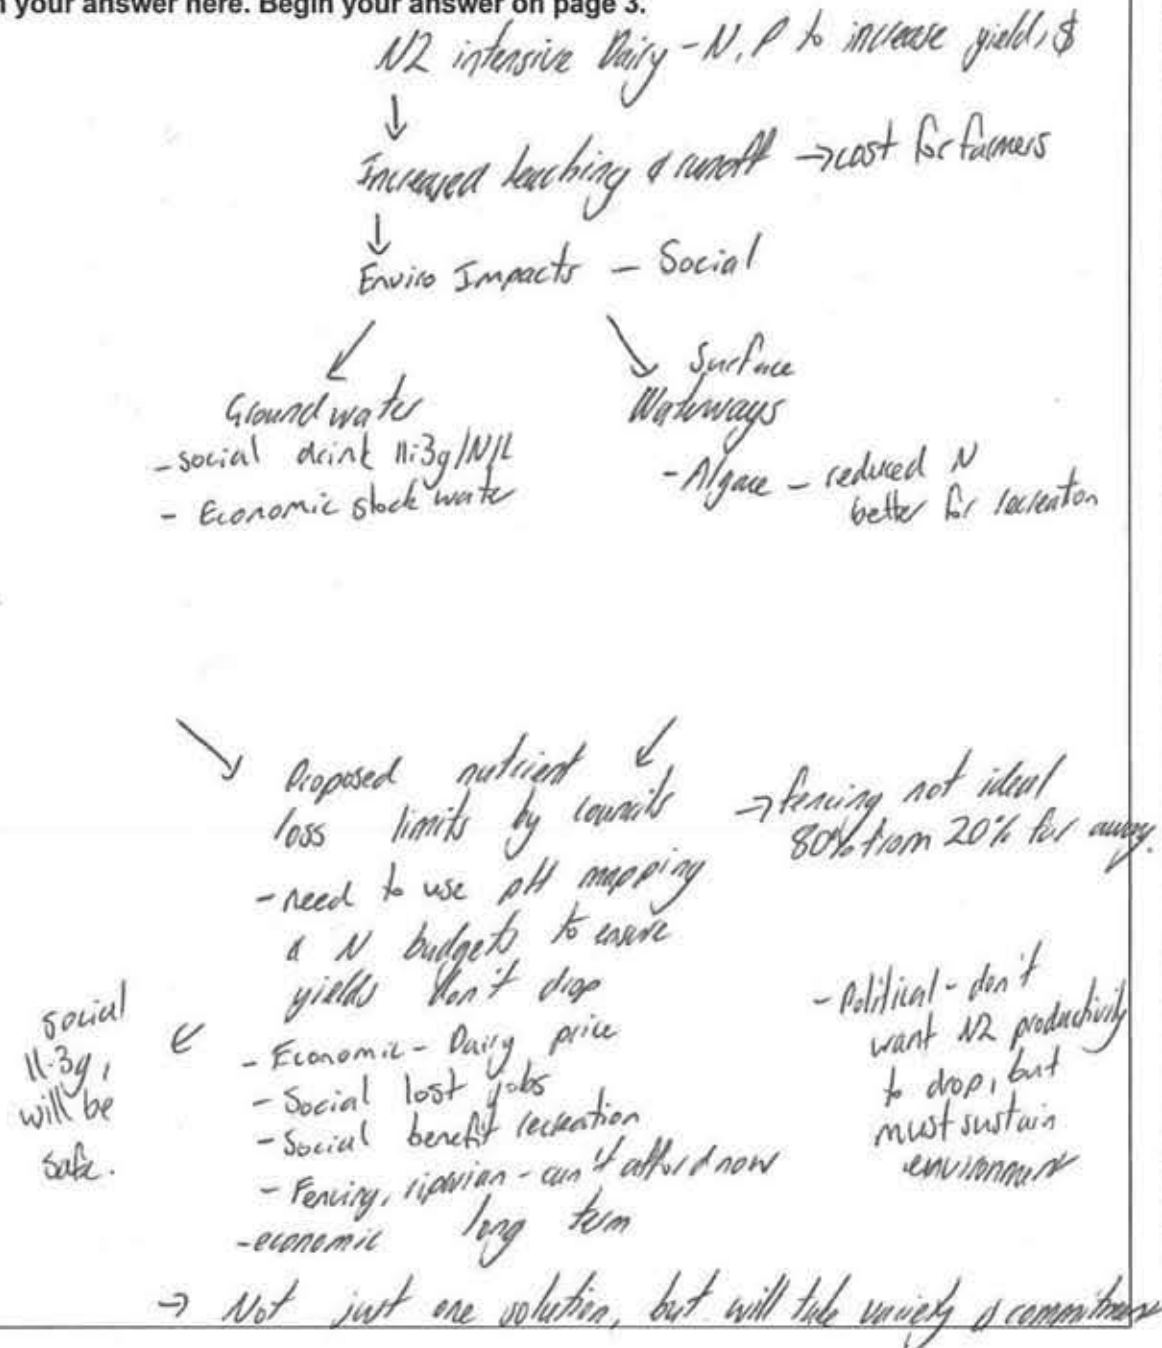 your answer here. Begin your answer on page 3.
NZ intensive Dairy - N, P to increase yield, $
↓
Increased leaching & runoff → cost for farmers
↓
Enviro Impacts - Social
↙ ↘
Groundwater
- social drink 11.3g/N/L
- Economic stock water
Surface
Waterways
- Algae - reduced N
better for recreation
↘ ↙
Proposed nutrient
loss limits by councils
- need to use pH mapping
& N budgets to ensure
yields don't drop
- Economic - Dairy price
- Social lost jobs
- Social benefit recreation
- Fencing, riparian - can't afford now
- economic long term
→ fencing not ideal
80% from 20% far away.
social
11.3g,
will be
safe.
←
- Political - don't
want NZ productivity
to drop, but
must sustain
environment
→ Not just one solution, but will take variety & commitment